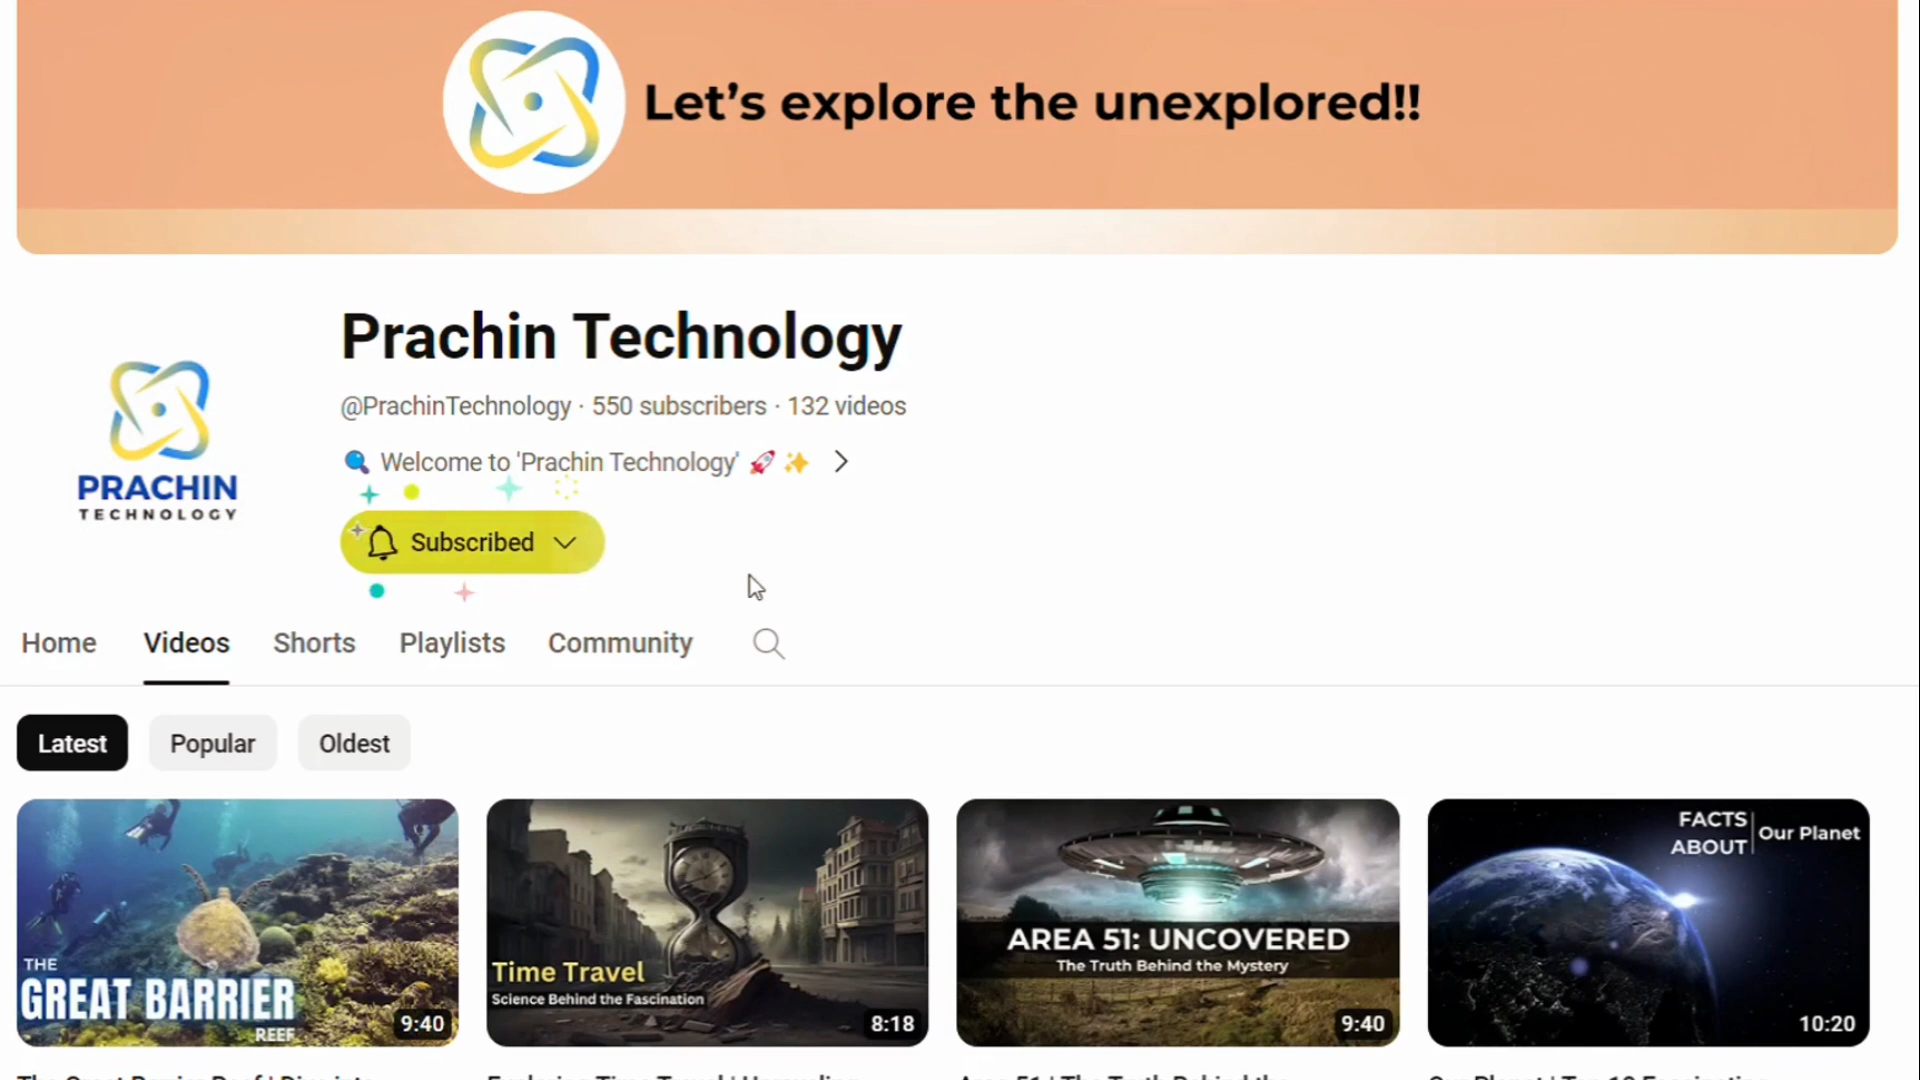 Let’s explore the unexplored!!
PRACHIN
TECHNOLOGY
Prachin Technology
@PrachinTechnology · 550 subscribers · 132 videos
🔍 Welcome to 'Prachin Technology' 🚀 ✨
Subscribed
Home Videos Shorts Playlists Community
Latest Popular Oldest
THE
GREAT BARRIER
REEF
9:40
Time Travel
Science Behind the Fascination
8:18
AREA 51: UNCOVERED
The Truth Behind the Mystery
9:40
FACTS
ABOUT
Our Planet
10:20